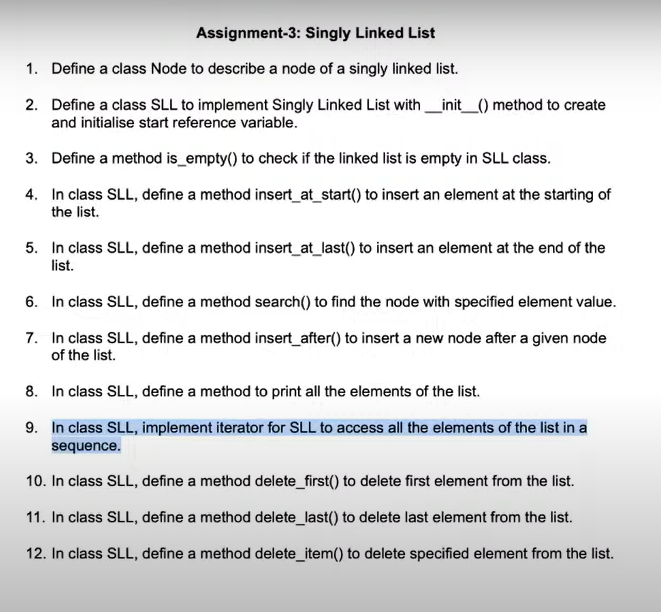 Assignment-3: Singly Linked List
1. Define a class Node to describe a node of a singly linked list.
2. Define a class SLL to implement Singly Linked List with __init__() method to create
and initialise start reference variable.
3. Define a method is_empty() to check if the linked list is empty in SLL class.
4. In class SLL, define a method insert_at_start() to insert an element at the starting of
the list.
5. In class SLL, define a method insert_at_last() to insert an element at the end of the
list.
6. In class SLL, define a method search() to find the node with specified element value.
7. In class SLL, define a method insert_after() to insert a new node after a given node
of the list.
8. In class SLL, define a method to print all the elements of the list.
9. In class SLL, implement iterator for SLL to access all the elements of the list in a
sequence.
10. In class SLL, define a method delete_first() to delete first element from the list.
11. In class SLL, define a method delete_last() to delete last element from the list.
12. In class SLL, define a method delete_item() to delete specified element from the list.